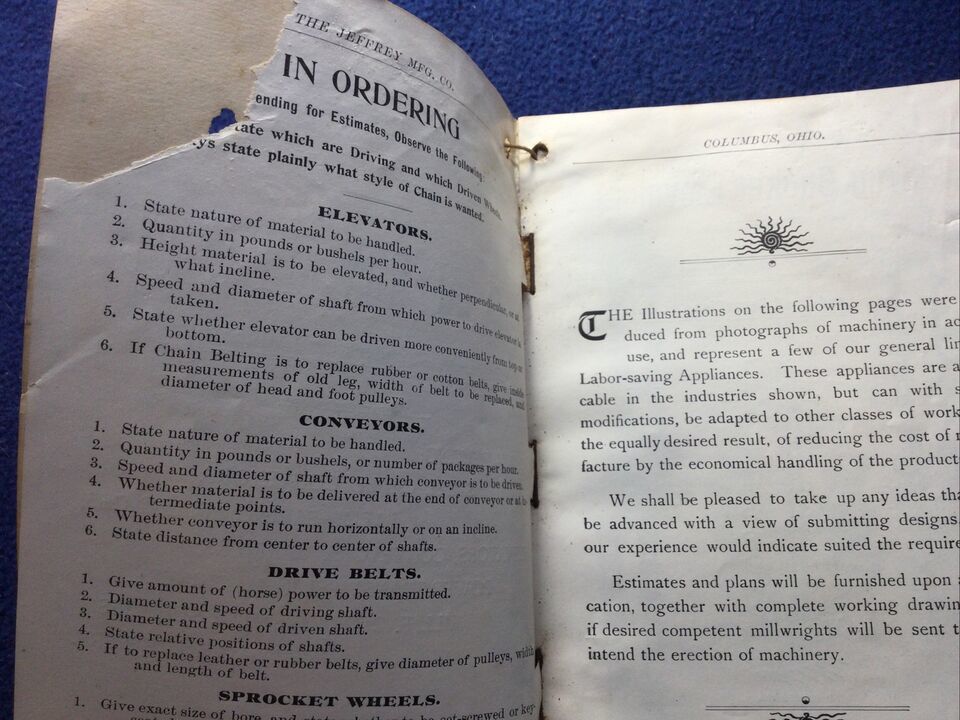 THE JEFFREY MFG. CO.
IN ORDERING
ending for Estimates, Observe the Following:
tate which are Driving and which Driven Wheels.
ys state plainly what style of Chain is wanted.
ELEVATORS.
1. State nature of material to be handled.
2. Quantity in pounds or bushels per hour.
3. Height material is to be elevated, and whether perpendicular, or at
what incline.
4. Speed and diameter of shaft from which power to drive elevator is
taken.
5. State whether elevator can be driven more conveniently from top or
bottom.
6. If Chain Belting is to replace rubber or cotton belts, give inside
measurements of old leg, width of belt to be replaced, and
diameter of head and foot pulleys.
CONVEYORS.
1. State nature of material to be handled.
2. Quantity in pounds or bushels, or number of packages per hour.
3. Speed and diameter of shaft from which conveyor is to be driven.
4. Whether material is to be delivered at the end of conveyor or at in-
termediate points.
5. Whether conveyor is to run horizontally or on an incline.
6. State distance from center to center of shafts.
DRIVE BELTS.
1. Give amount of (horse) power to be transmitted.
2. Diameter and speed of driving shaft.
3. Diameter and speed of driven shaft.
4. State relative positions of shafts.
5. If to replace leather or rubber belts, give diameter of pulleys, width
and length of belt.
SPROCKET WHEELS.
1. Give exact size of bore, and state whether to be set-screwed or key-
COLUMBUS, OHIO.
THE Illustrations on the following pages were
duced from photographs of machinery in ac
use, and represent a few of our general lin
Labor-saving Appliances. These appliances are a
cable in the industries shown, but can with s
modifications, be adapted to other classes of work
the equally desired result, of reducing the cost of
facture by the economical handling of the product
We shall be pleased to take up any ideas tha
be advanced with a view of submitting designs,
our experience would indicate suited the require
Estimates and plans will be furnished upon a
cation, together with complete working drawin
if desired competent millwrights will be sent t
intend the erection of machinery.